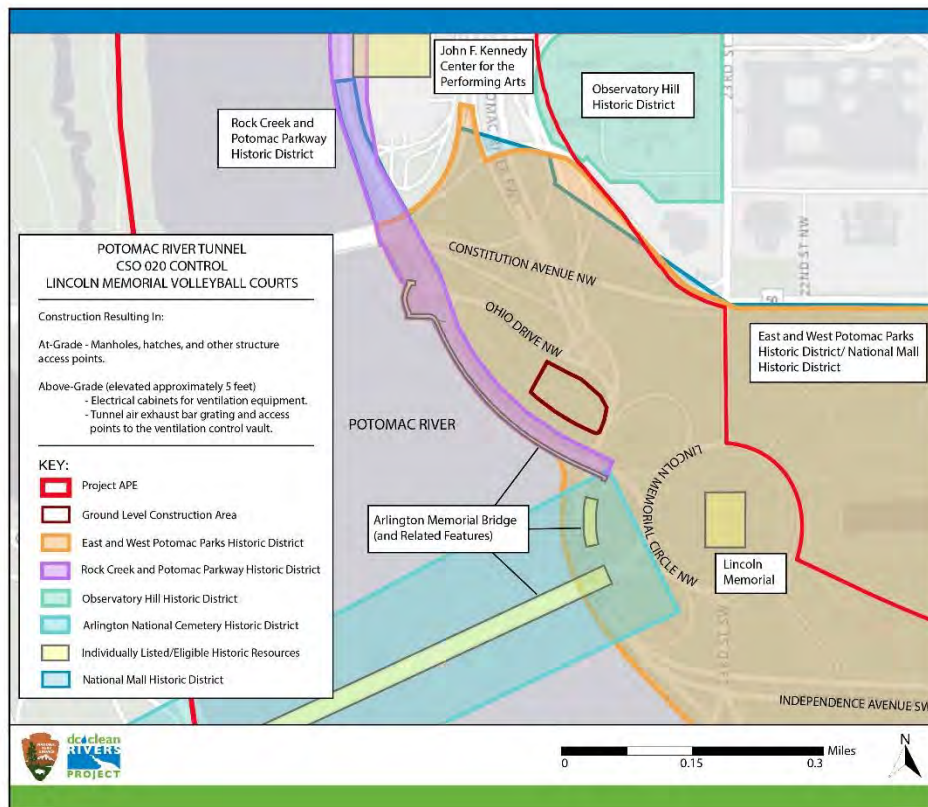 John F. Kennedy
Center for the
Performing Arts
Observatory Hill
Historic District
23RD ST
Rock Creek and
Potomac Parkway
Historic District
22ND ST NW
50
POTOMAC RIVER TUNNEL
CSO 020 CONTROL
LINCOLN MEMORIAL VOLLEYBALL COURTS
Construction Resulting In:
At-Grade - Manholes, hatches, and other structure
access points.
Above-Grade (elevated approximately 5 feet)
- Electrical cabinets for ventilation equipment.
- Tunnel air exhaust bar grating and access
points to the ventilation control vault.
KEY:
Project APE
Ground Level Construction Area
East and West Potomac Parks Historic District
Rock Creek and Potomac Parkway Historic District
Observatory Hill Historic District
Arlington National Cemetery Historic District
Individually Listed/Eligible Historic Resources
National Mall Historic District
CONSTITUTION AVENUE NW
OHIO DRIVE NW
East and West Potomac Parks
Historic District/ National Mall
Historic District
POTOMAC RIVER
LINCOLN MEMORIAL CIRCLE NW
Arlington Memorial Bridge
(and Related Features)
Lincoln
Memorial
23RD ST SW
INDEPENDENCE AVENUE SW
dc clean
RIVERS
PROJECT
Miles
0 0.15 0.3
N